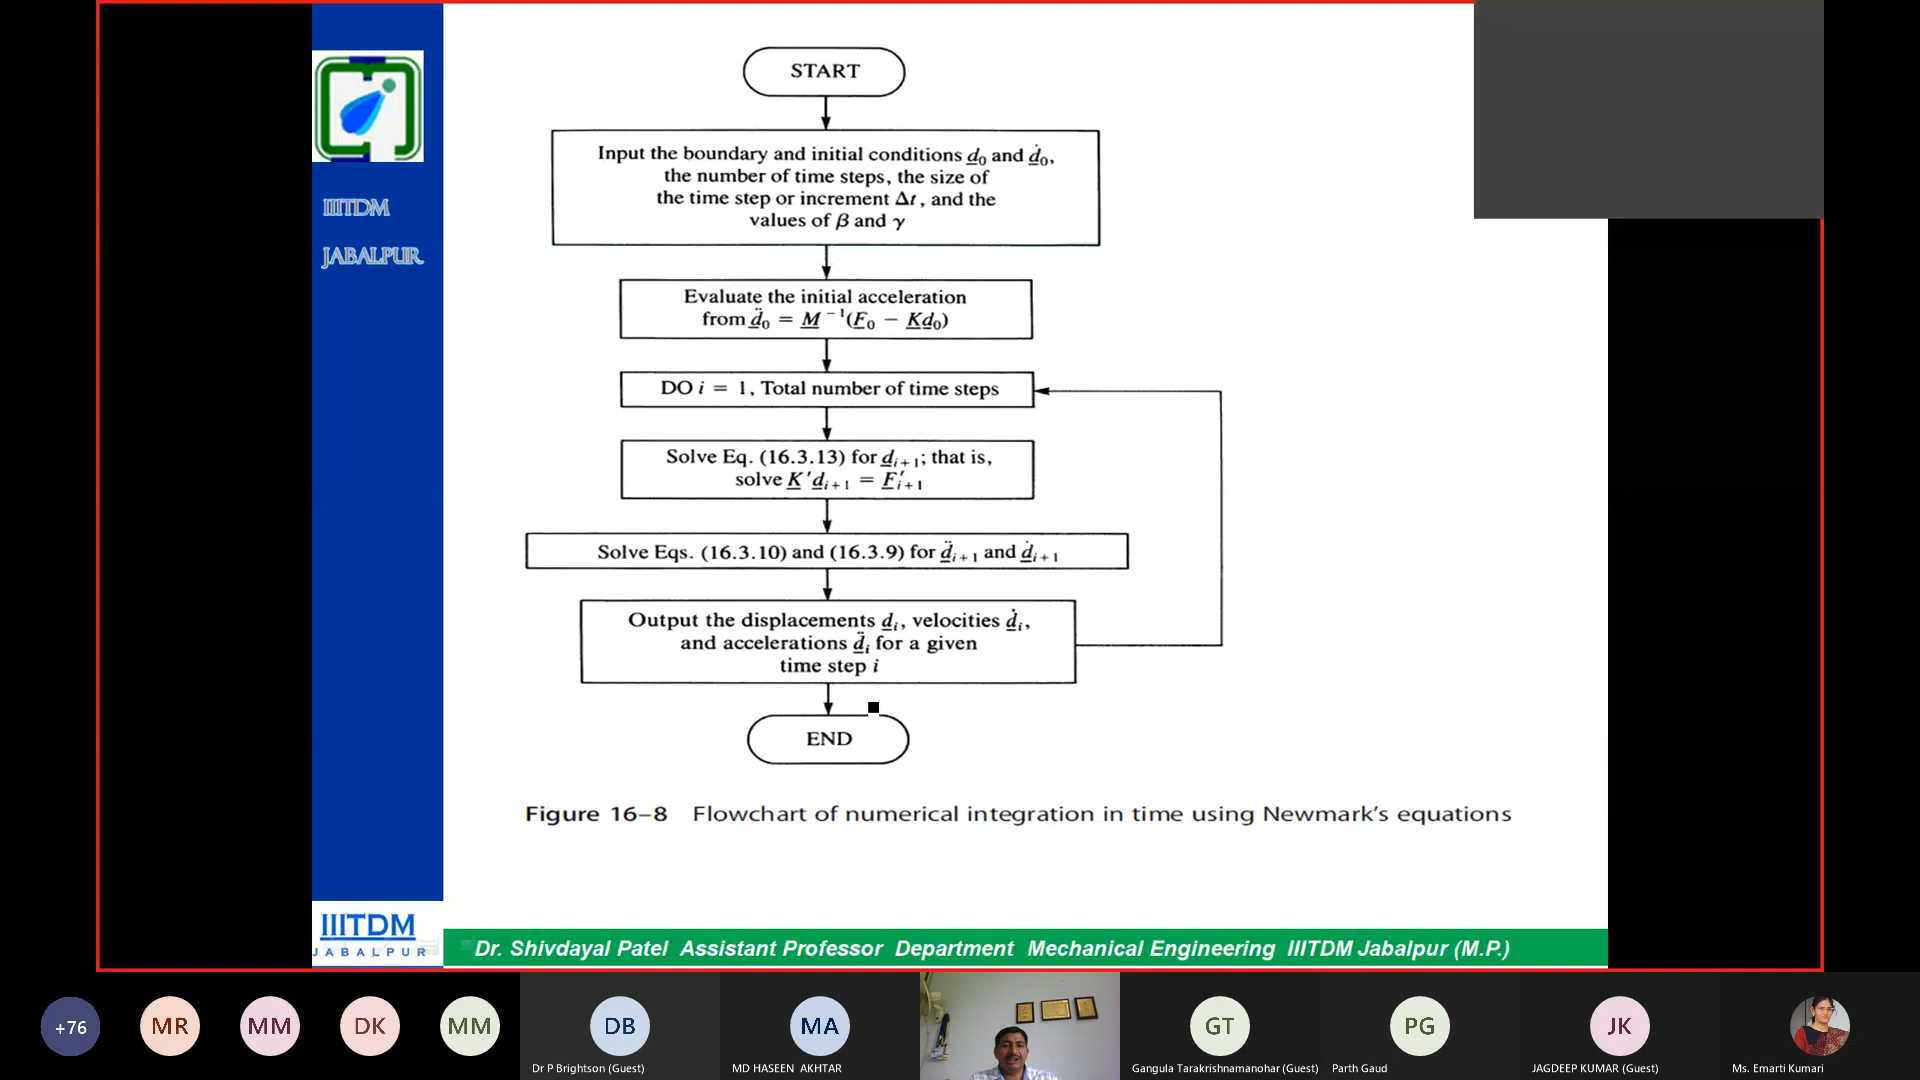 START
Input the boundary and initial conditions d₀ and ḋ₀,
the number of time steps, the size of
the time step or increment Δt, and the
values of β and γ
Evaluate the initial acceleration
from d̈₀ = M⁻¹(F₀ − Kd₀)
DO i = 1, Total number of time steps
Solve Eq. (16.3.13) for dᵢ₊₁; that is,
solve K′dᵢ₊₁ = F′ᵢ₊₁
Solve Eqs. (16.3.10) and (16.3.9) for d̈ᵢ₊₁ and ḋᵢ₊₁
Output the displacements dᵢ, velocities ḋᵢ,
and accelerations d̈ᵢ for a given
time step i
END
Figure 16–8 Flowchart of numerical integration in time using Newmark's equations
IIITDM
JABALPUR
IIITDM
JABALPUR
Dr. Shivdayal Patel Assistant Professor Department Mechanical Engineering IIITDM Jabalpur (M.P.)
+76
MR
MM
DK
MM
DB
Dr P Brightson (Guest)
MA
MD HASEEN AKHTAR
GT
Gangula Tarakrishnamanohar (Guest)
PG
Parth Gaud
JK
JAGDEEP KUMAR (Guest)
Ms. Emarti Kumari